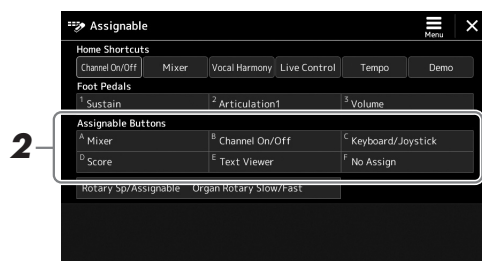 Assignable
Menu
Home Shortcuts
Channel On/Off Mixer Vocal Harmony Live Control Tempo Demo
Foot Pedals
1 Sustain 2 Articulation1 3 Volume
Assignable Buttons
A Mixer B Channel On/Off C Keyboard/Joystick
2
D Score E Text Viewer F No Assign
Rotary Sp/Assignable Organ Rotary Slow/Fast